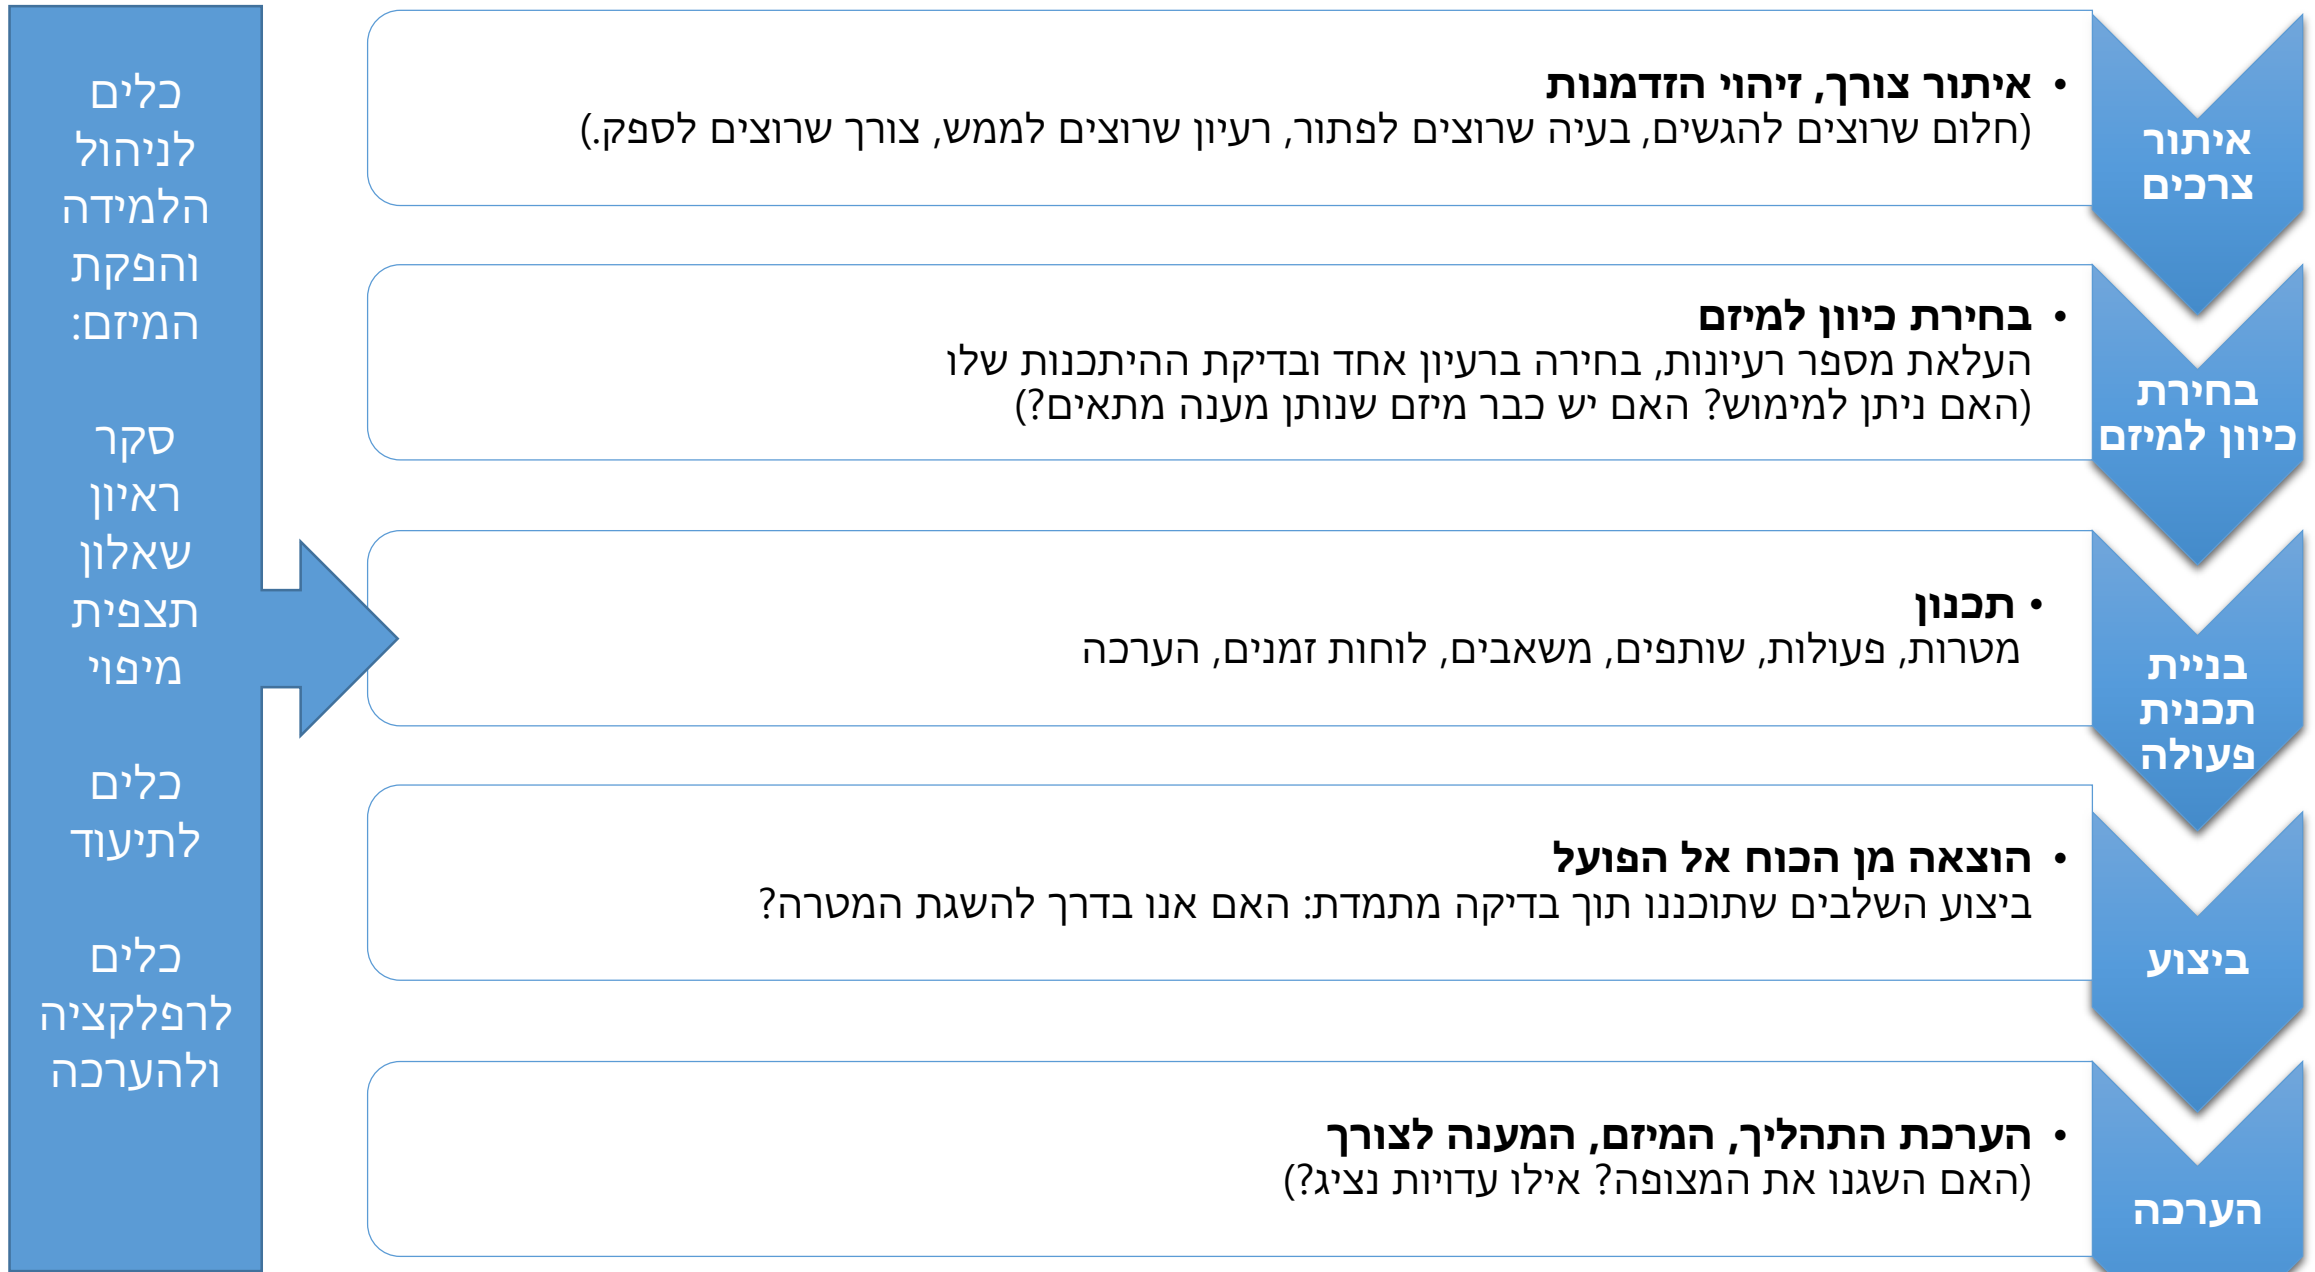 איתור
צרכים
• איתור צורך, זיהוי הזדמנות
(חלום שרוצים להגשים, בעיה שרוצים לפתור, רעיון שרוצים לממש, צורך שרוצים לספק.)
בחירת
כיוון למיזם
• בחירת כיוון למיזם
העלאת מספר רעיונות, בחירה ברעיון אחד ובדיקת ההיתכנות שלו
(האם ניתן למימוש? האם יש כבר מיזם שנותן מענה מתאים?)
בניית
תכנית
פעולה
• תכנון
מטרות, פעולות, שותפים, משאבים, לוחות זמנים, הערכה
ביצוע
• הוצאה מן הכוח אל הפועל
ביצוע השלבים שתוכננו תוך בדיקה מתמדת: האם אנו בדרך להשגת המטרה?
הערכה
• הערכת התהליך, המיזם, המענה לצורך
(האם השגנו את המצופה? אילו עדויות נציג?)
כלים
לניהול
הלמידה
והפקת
המיזם:
סקר
ראיון
שאלון
תצפית
מיפוי
כלים
לתיעוד
כלים
לרפלקציה
ולהערכה